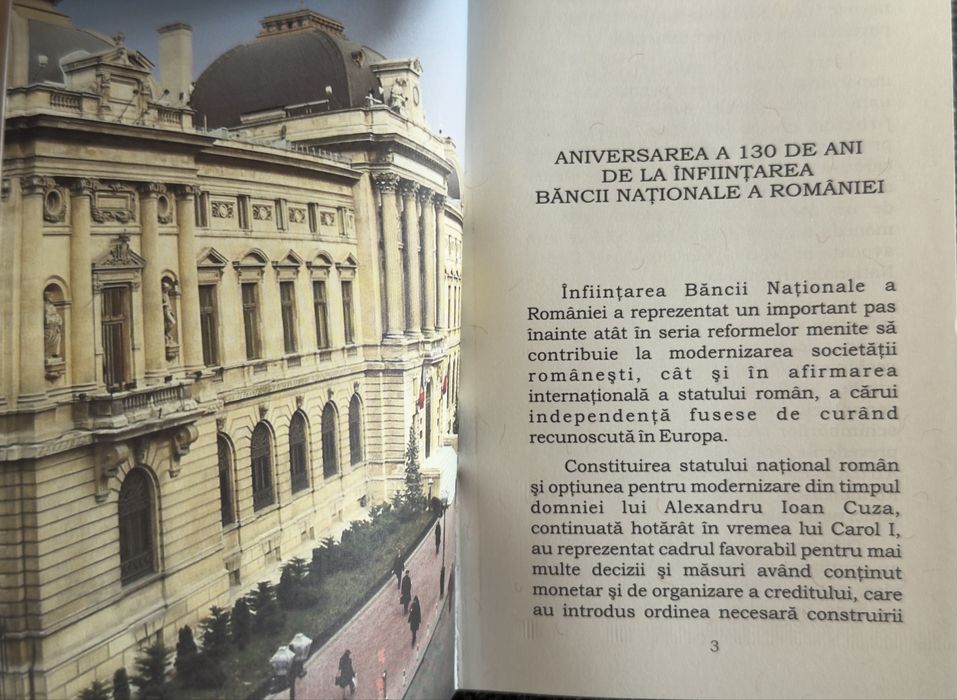 ANIVERSAREA A 130 DE ANI
DE LA ÎNFIINȚAREA
BĂNCII NAȚIONALE A ROMÂNIEI
Înființarea Băncii Naționale a
României a reprezentat un important pas
înainte atât în seria reformelor menite să
contribuie la modernizarea societății
românești, cât și în afirmarea
internațională a statului român, a cărui
independență fusese de curând
recunoscută în Europa.
Constituirea statului național român
și opțiunea pentru modernizare din timpul
domniei lui Alexandru Ioan Cuza,
continuată hotărât în vremea lui Carol I,
au reprezentat cadrul favorabil pentru mai
multe decizii și măsuri având conținut
monetar și de organizare a creditului, care
au introdus ordinea necesară construirii
3